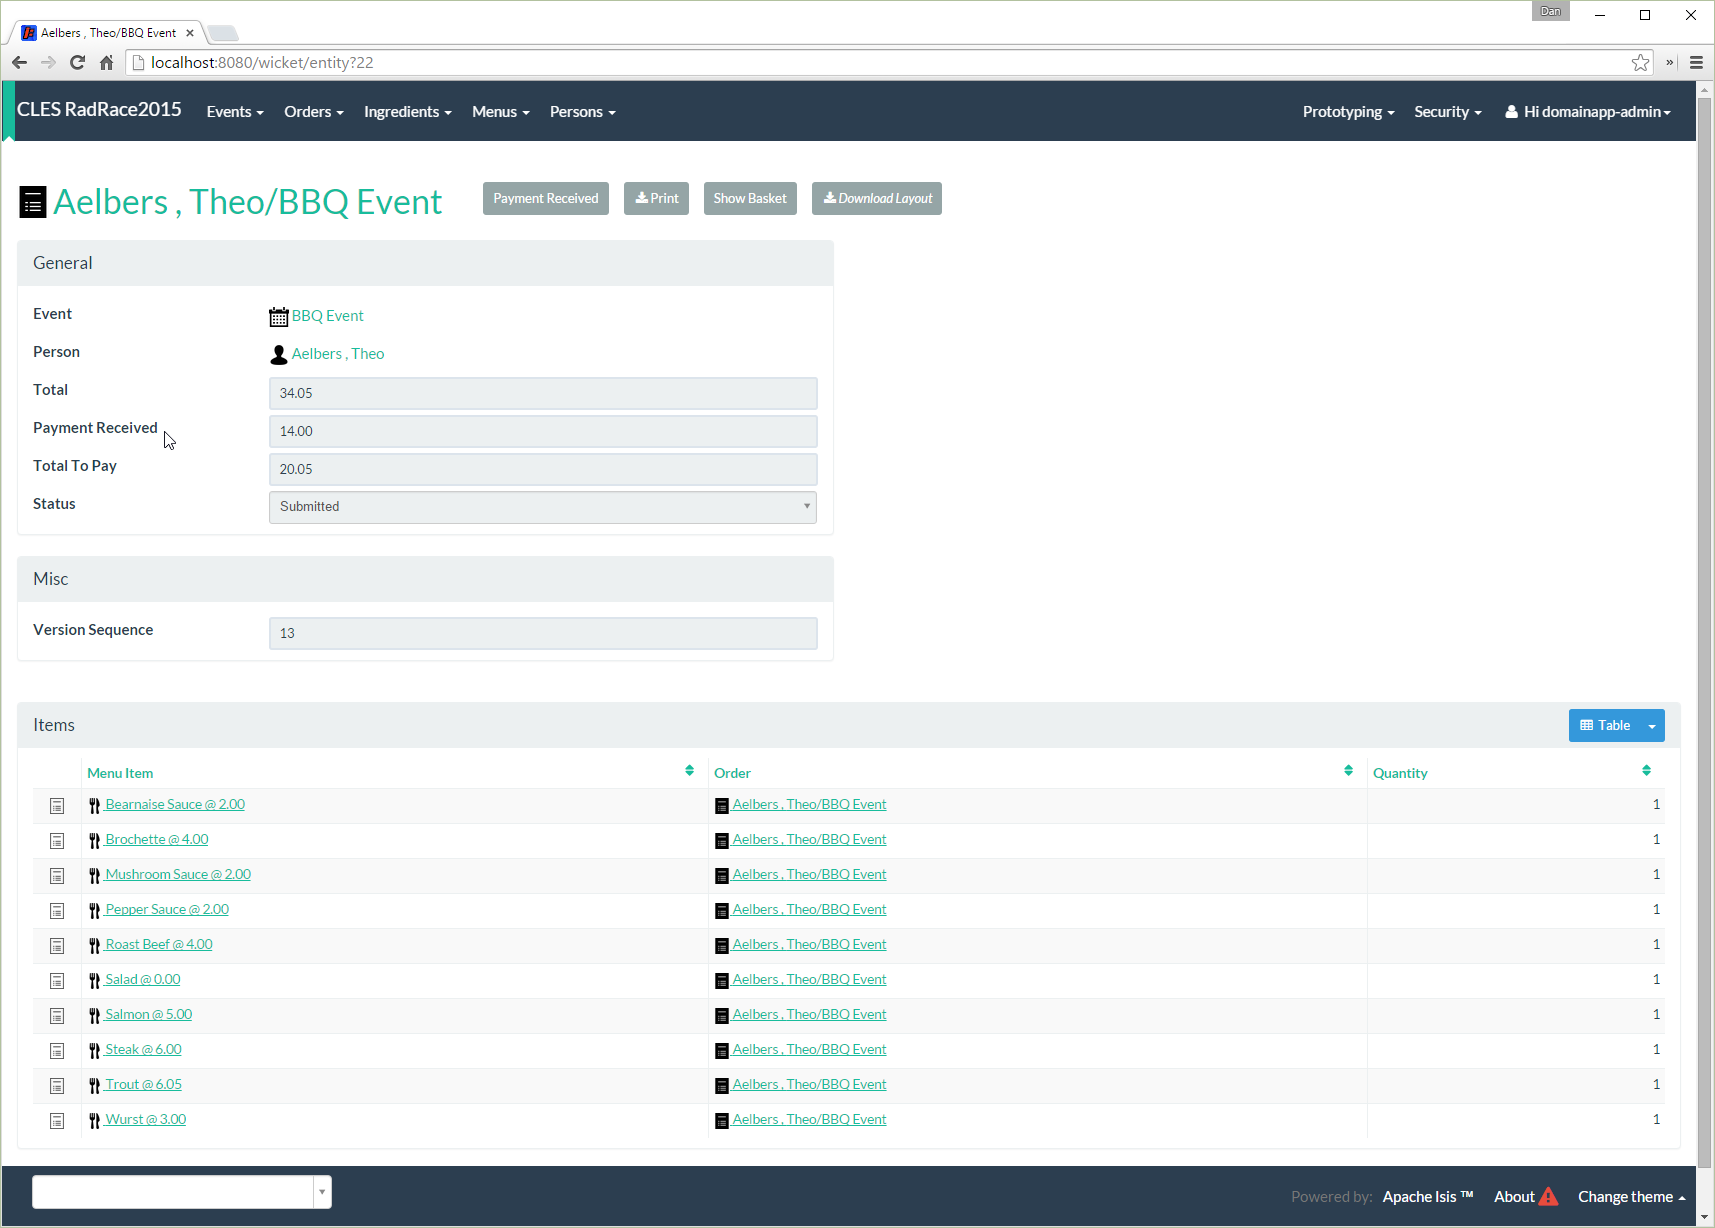 Dan
Aelbers , Theo/BBQ Event
localhost:8080/wicket/entity?22
CLES RadRace2015 Events Orders Ingredients Menus Persons Prototyping Security Hi domainapp-admin
Aelbers , Theo/BBQ Event Payment Received Print Show Basket Download Layout
General
Event BBQ Event
Person Aelbers , Theo
Total 34.05
Payment Received 14.00
Total To Pay 20.05
Status Submitted
Misc
Version Sequence 13
Items Table
Menu Item Order Quantity
Bearnaise Sauce @ 2.00 Aelbers , Theo/BBQ Event 1
Brochette @ 4.00 Aelbers , Theo/BBQ Event 1
Mushroom Sauce @ 2.00 Aelbers , Theo/BBQ Event 1
Pepper Sauce @ 2.00 Aelbers , Theo/BBQ Event 1
Roast Beef @ 4.00 Aelbers , Theo/BBQ Event 1
Salad @ 0.00 Aelbers , Theo/BBQ Event 1
Salmon @ 5.00 Aelbers , Theo/BBQ Event 1
Steak @ 6.00 Aelbers , Theo/BBQ Event 1
Trout @ 6.05 Aelbers , Theo/BBQ Event 1
Wurst @ 3.00 Aelbers , Theo/BBQ Event 1
Powered by: Apache Isis ™ About Change theme